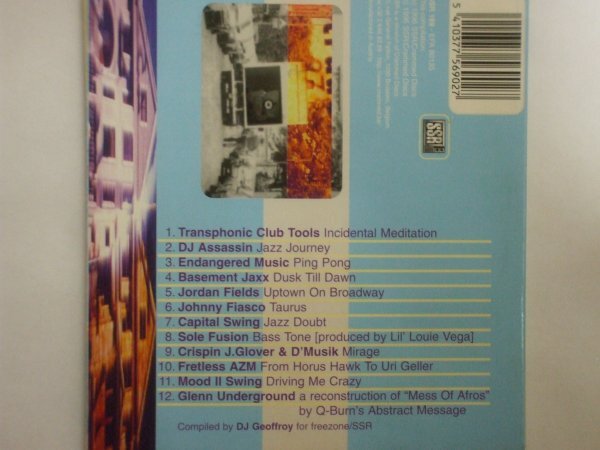 5 410377 569027
SSR
1. Transphonic Club Tools Incidental Meditation
2. DJ Assassin Jazz Journey
3. Endangered Music Ping Pong
4. Basement Jaxx Dusk Till Dawn
5. Jordan Fields Uptown On Broadway
6. Johnny Fiasco Taurus
7. Capital Swing Jazz Doubt
8. Sole Fusion Bass Tone [produced by Lil' Louie Vega]
9. Crispin J.Glover & D'Musik Mirage
10. Fretless AZM From Horus Hawk To Uri Geller
11. Mood II Swing Driving Me Crazy
12. Glenn Underground a reconstruction of "Mess Of Afros"
by Q-Burn's Abstract Message
Compiled by DJ Geoffroy for freezone/SSR